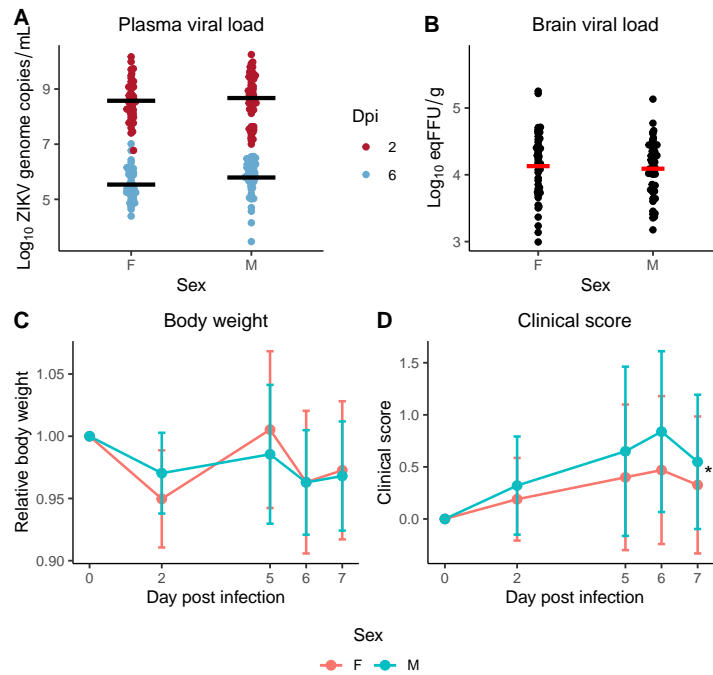 A
Plasma viral load
Log10 ZIKV genome copies/mL
9
7
5
F
M
Sex
Dpi
2
6
B
Brain viral load
Log10 eqFFU/g
5
4
3
F
M
Sex
C
Body weight
Relative body weight
1.05
1.00
0.95
0.90
0
2
5
6
7
Day post infection
D
Clinical score
Clinical score
1.5
1.0
0.5
0.0
*
0
2
5
6
7
Day post infection
Sex
F
M